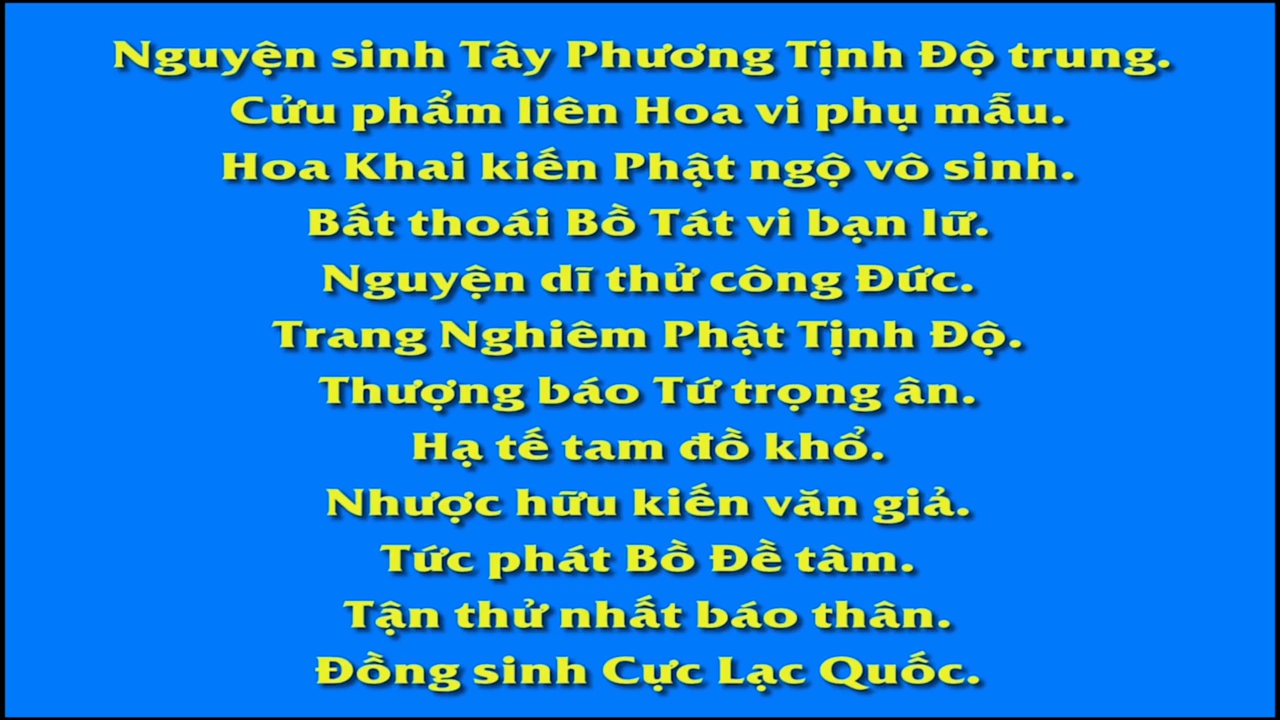 Nguyện sinh Tây Phương Tịnh Độ trung.
Cửu phẩm liên Hoa vi phụ mẫu.
Hoa Khai kiến Phật ngộ vô sinh.
Bất thoái Bồ Tát vi bạn lữ.
Nguyện dĩ thử công Đức.
Trang Nghiêm Phật Tịnh Độ.
Thượng báo Tứ trọng ân.
Hạ tế tam đồ khổ.
Nhược hữu kiến văn giả.
Tức phát Bồ Đề tâm.
Tận thử nhất báo thân.
Đồng sinh Cực Lạc Quốc.